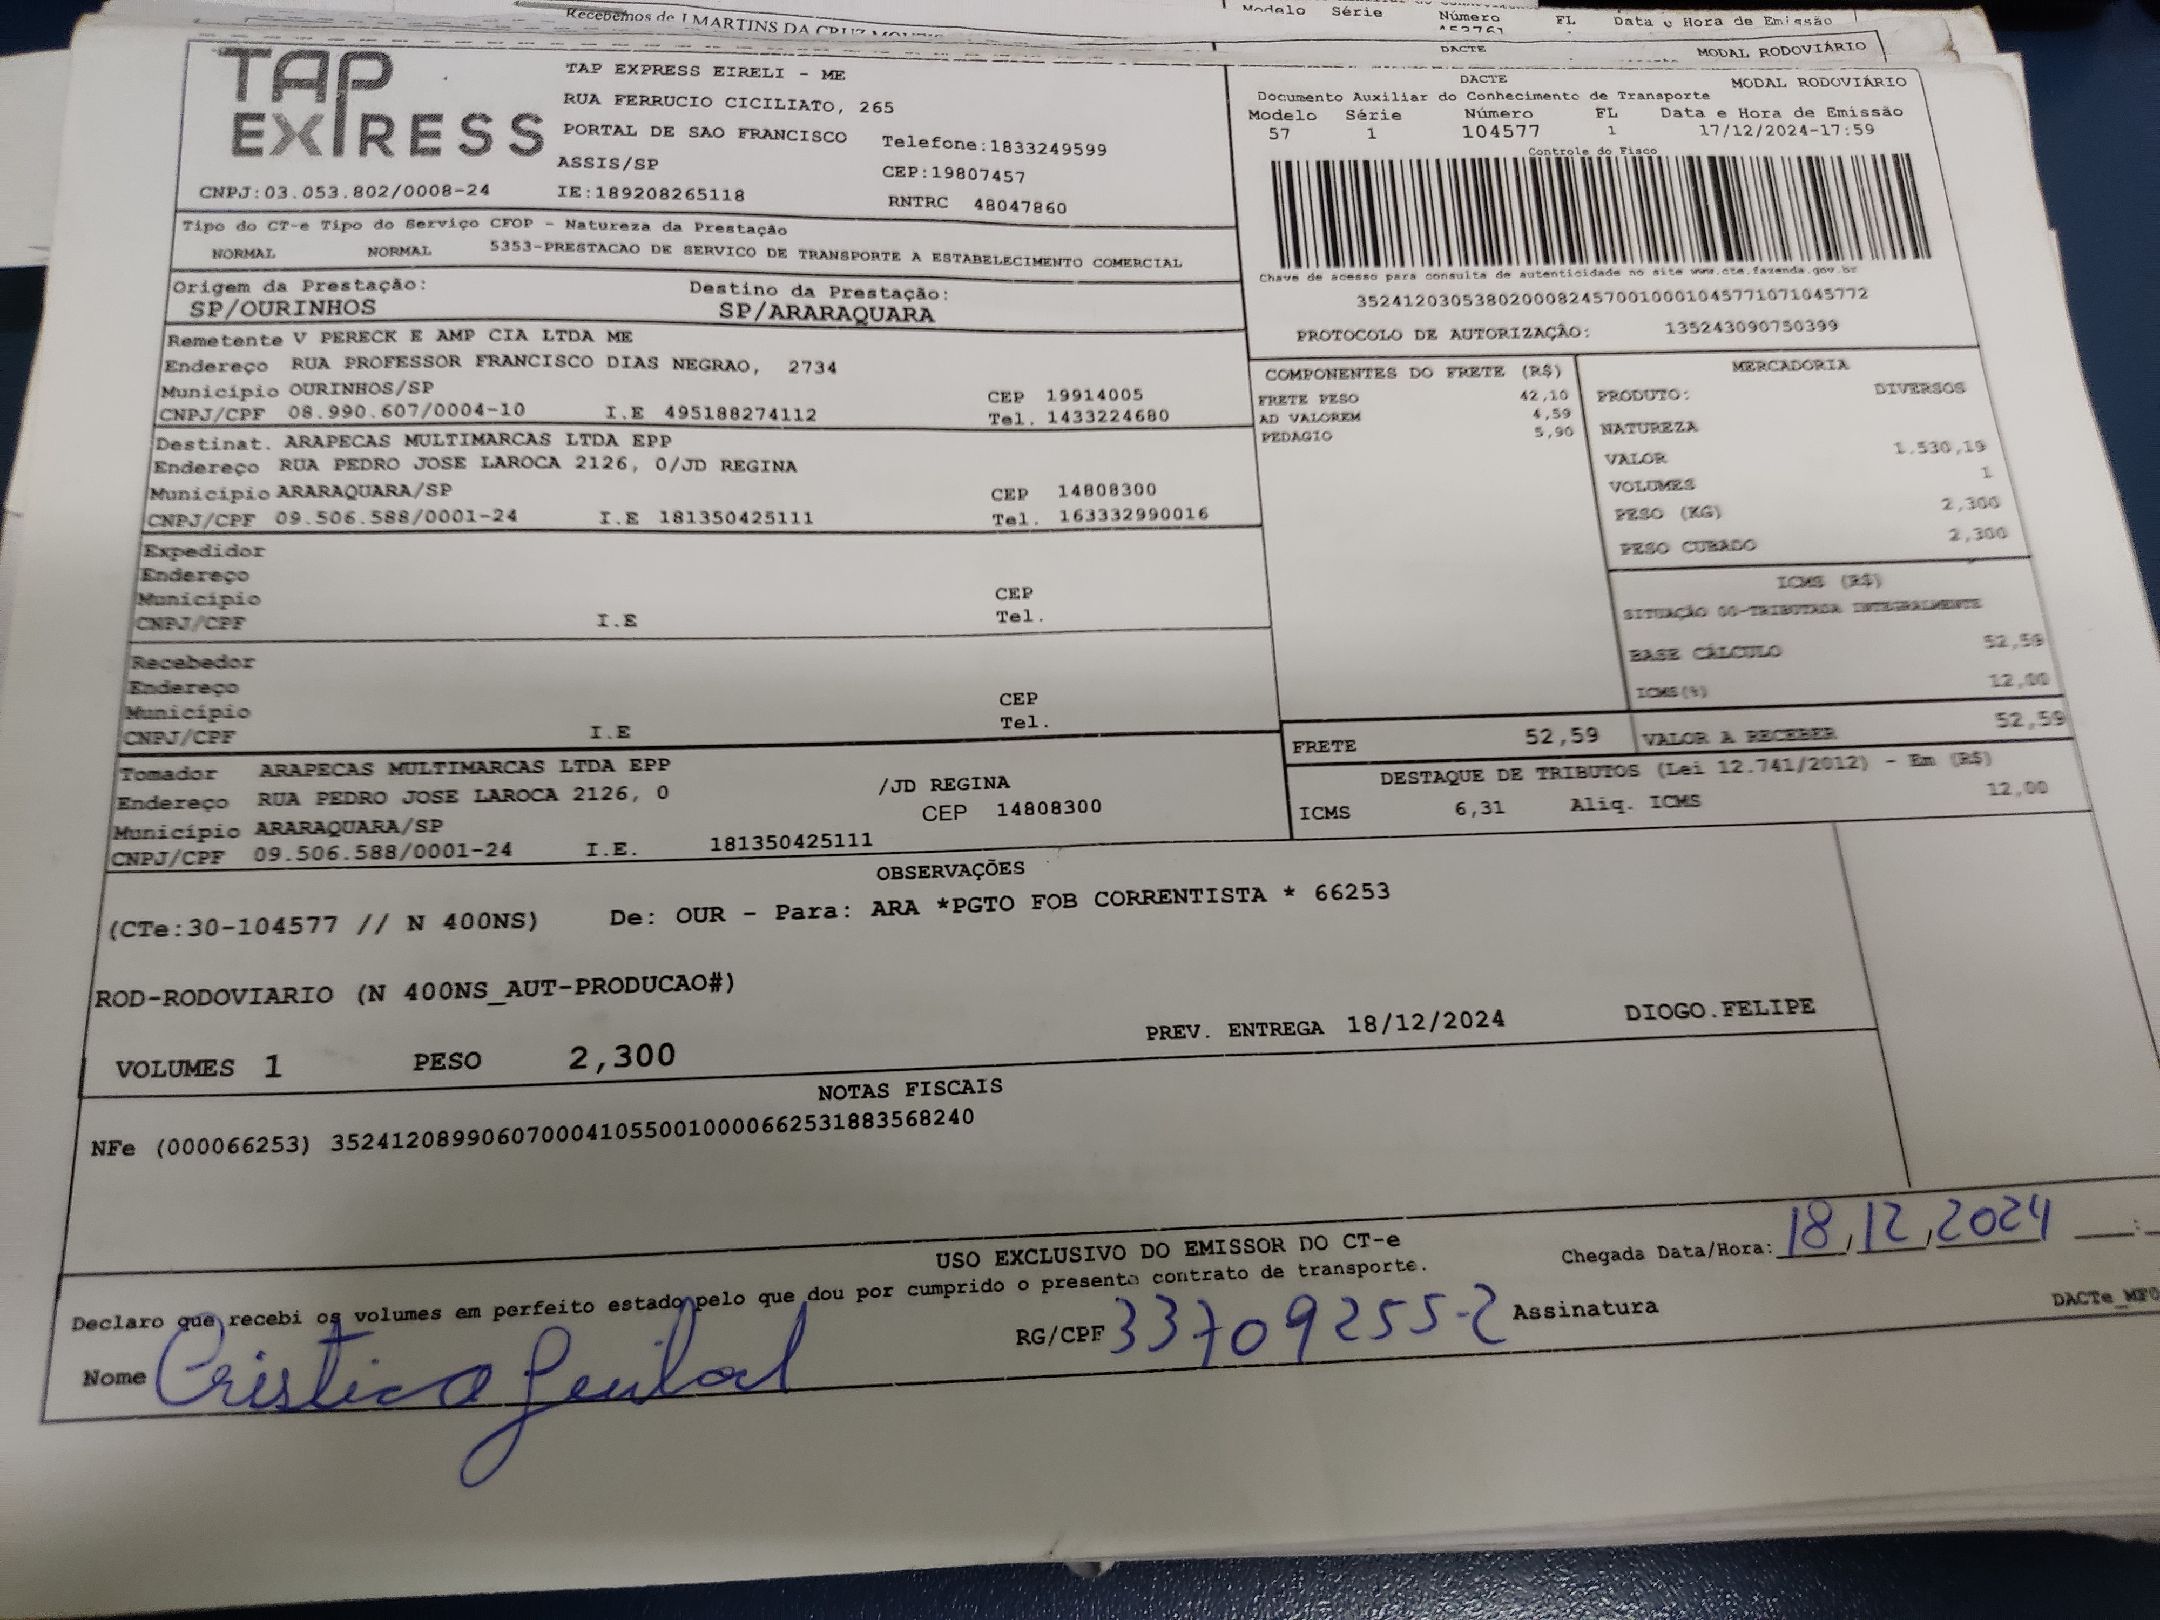 Recebemos de J MARTINS DA CRUZ
Modelo Série Número FL Data e Hora de Emissão
DACTE MODAL RODOVIÁRIO
TAP EXPRESS
TAP EXPRESS EIRELI - ME
RUA FERRUCIO CICILIATO, 265
PORTAL DE SAO FRANCISCO Telefone:1833249599
ASSIS/SP CEP:19807457
CNPJ:03.053.802/0008-24 IE:189208265118 RNTRC 48047860
DACTE MODAL RODOVIÁRIO
Documento Auxiliar do Conhecimento de Transporte
Modelo Série Número FL Data e Hora de Emissão
57 1 104577 1 17/12/2024-17:59
Controle do Fisco
Chave de acesso para consulta de autenticidade no site www.cte.fazenda.gov.br
35241203053802000824570010001045771071045772
PROTOCOLO DE AUTORIZAÇÃO: 135243090750399
Tipo do CT-e Tipo do Serviço CFOP - Natureza da Prestação
NORMAL NORMAL 5353-PRESTACAO DE SERVICO DE TRANSPORTE A ESTABELECIMENTO COMERCIAL
Origem da Prestação: Destino da Prestação:
SP/OURINHOS SP/ARARAQUARA
Remetente V PERECK E AMP CIA LTDA ME
Endereço RUA PROFESSOR FRANCISCO DIAS NEGRAO, 2734
Município OURINHOS/SP CEP 19914005
CNPJ/CPF 08.990.607/0004-10 I.E 495188274112 Tel. 1433224680
Destinat. ARAPECAS MULTIMARCAS LTDA EPP
Endereço RUA PEDRO JOSE LAROCA 2126, 0/JD REGINA
Município ARARAQUARA/SP CEP 14808300
CNPJ/CPF 09.506.588/0001-24 I.E 181350425111 Tel. 163332990016
Expedidor
Endereço
Município CEP
CNPJ/CPF I.E Tel.
Recebedor
Endereço
Município CEP
CNPJ/CPF I.E Tel.
Tomador ARAPECAS MULTIMARCAS LTDA EPP
Endereço RUA PEDRO JOSE LAROCA 2126, 0 /JD REGINA
Município ARARAQUARA/SP CEP 14808300
CNPJ/CPF 09.506.588/0001-24 I.E. 181350425111
COMPONENTES DO FRETE (R$)
FRETE PESO 42,10
AD VALOREM 4,59
PEDAGIO 5,90
MERCADORIA
PRODUTO: DIVERSOS
NATUREZA
VALOR 1.530,19
VOLUMES 1
PESO (KG) 2,300
PESO CUBADO 2,300
ICMS (R$)
SITUAÇÃO 00-TRIBUTADA INTEGRALMENTE
BASE CÁLCULO 52,59
ICMS(%) 12,00
FRETE 52,59 VALOR A RECEBER 52,59
DESTAQUE DE TRIBUTOS (Lei 12.741/2012) - Em (R$)
ICMS 6,31 Aliq. ICMS 12,00
OBSERVAÇÕES
(CTe:30-104577 // N 400NS) De: OUR - Para: ARA *PGTO FOB CORRENTISTA * 66253
ROD-RODOVIARIO (N 400NS_AUT-PRODUCAO#)
PREV. ENTREGA 18/12/2024 DIOGO.FELIPE
VOLUMES 1 PESO 2,300
NOTAS FISCAIS
NFe (000066253) 35241208990607000410550010000662531883568240
USO EXCLUSIVO DO EMISSOR DO CT-e
Chegada Data/Hora: 18,12,2024 __:_
Declaro que recebi os volumes em perfeito estado pelo que dou por cumprido o presente contrato de transporte.
DACTe_MF0
Nome RG/CPF 33709255-2 Assinatura